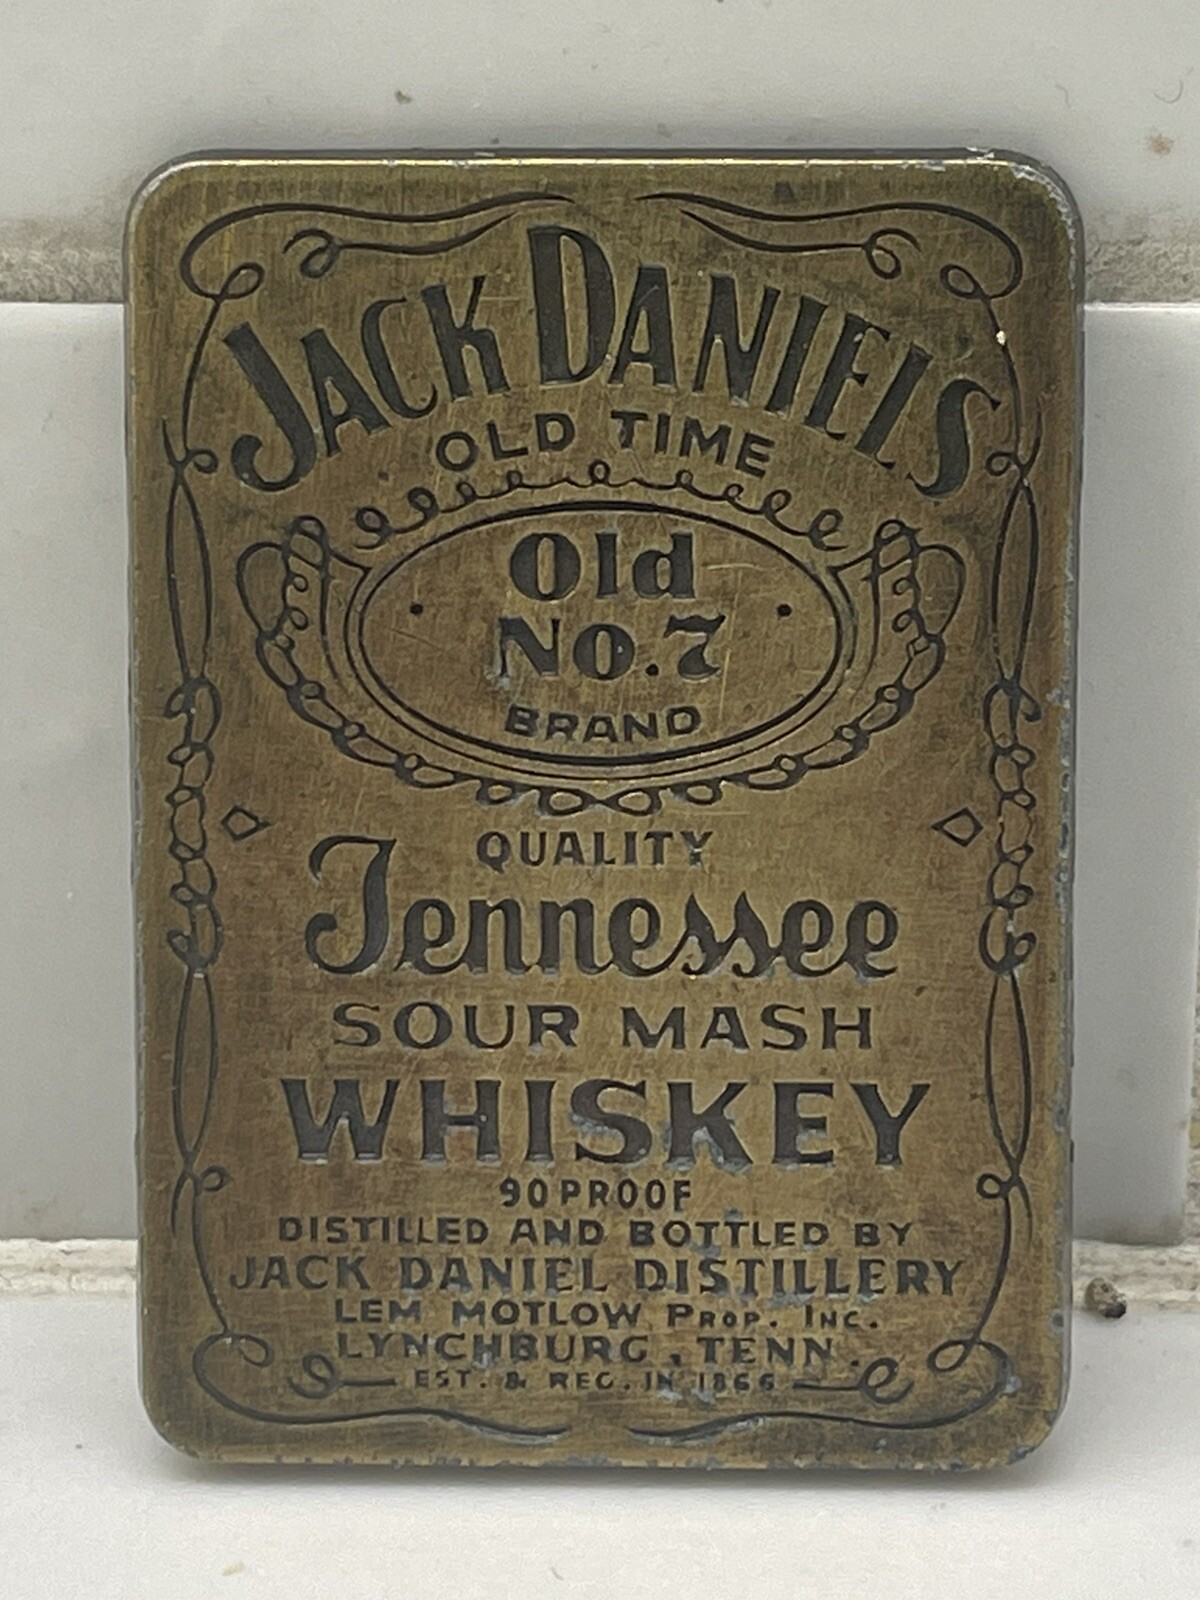 JACK DANIELS
OLD TIME
Old
No.7
BRAND
QUALITY
Tennessee
SOUR MASH
WHISKEY
90 PROOF
DISTILLED AND BOTTLED BY
JACK DANIEL DISTILLERY
LEM MOTLOW PROP. INC.
LYNCHBURG, TENN.
EST. & REG. IN 1866